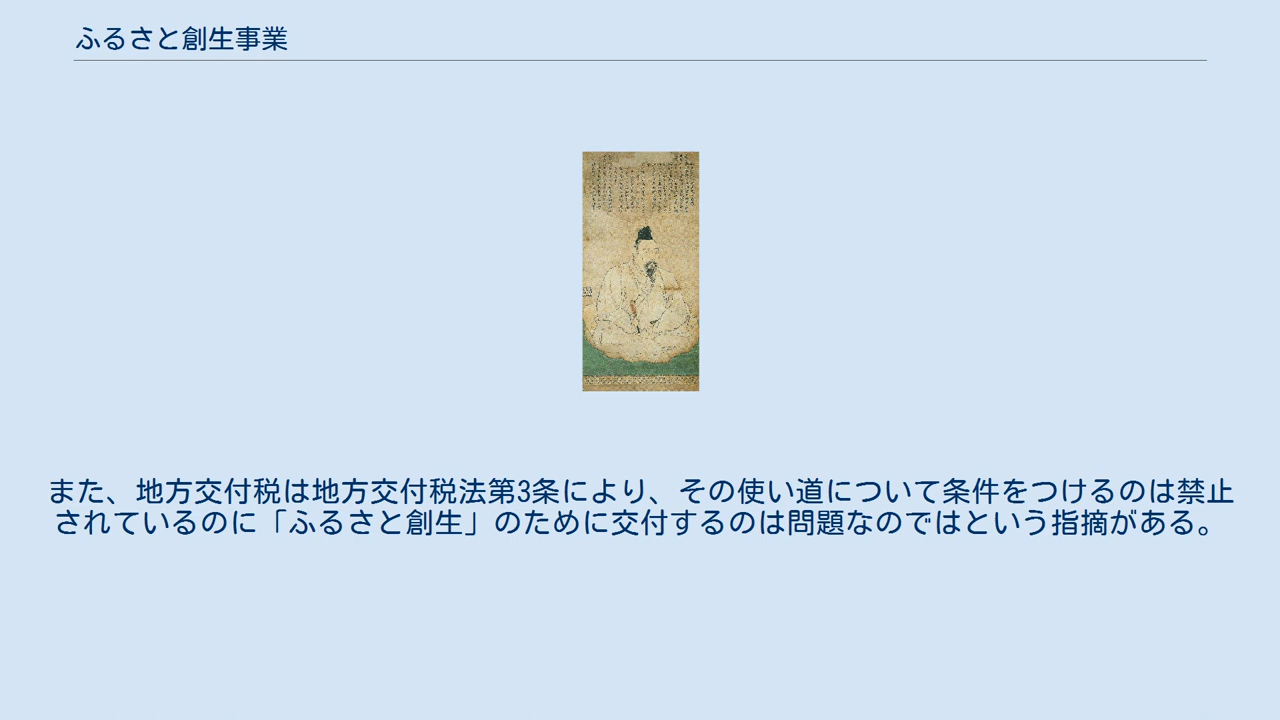 ふるさと創生事業
また、地方交付税は地方交付税法第3条により、その使い道について条件をつけるのは禁止
されているのに「ふるさと創生」のために交付するのは問題なのではという指摘がある。